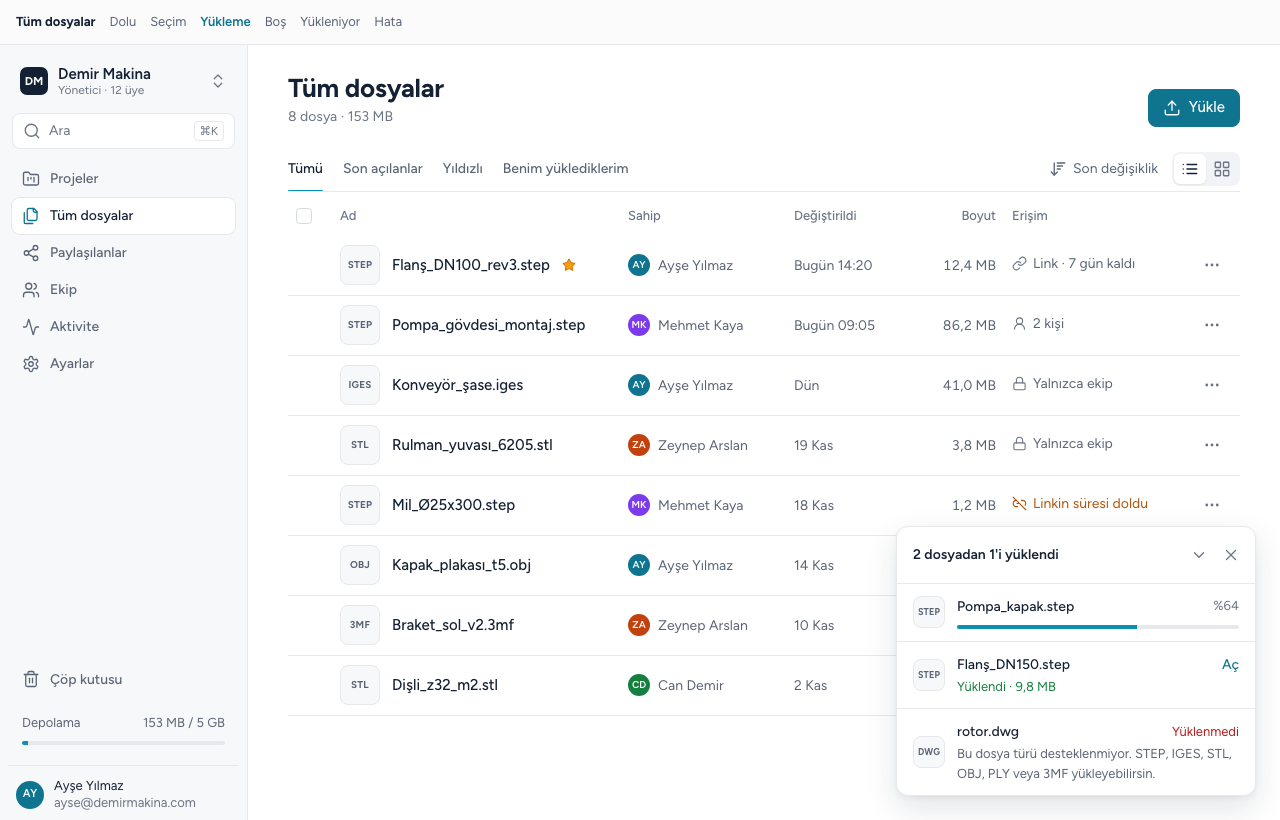 Tüm dosyalar Dolu Seçim Yükleme Boş Yükleniyor Hata
DM
Demir Makina
Yönetici · 12 üye
Ara ⌘K
Projeler
Tüm dosyalar
Paylaşılanlar
Ekip
Aktivite
Ayarlar
Çöp kutusu
Depolama 153 MB / 5 GB
AY
Ayşe Yılmaz
ayse@demirmakina.com
Tüm dosyalar
8 dosya · 153 MB
Yükle
Tümü Son açılanlar Yıldızlı Benim yüklediklerim Son değişiklik
Ad Sahip Değiştirildi Boyut Erişim
STEP Flanş_DN100_rev3.step AY Ayşe Yılmaz Bugün 14:20 12,4 MB Link · 7 gün kaldı
STEP Pompa_gövdesi_montaj.step MK Mehmet Kaya Bugün 09:05 86,2 MB 2 kişi
IGES Konveyör_şase.iges AY Ayşe Yılmaz Dün 41,0 MB Yalnızca ekip
STL Rulman_yuvası_6205.stl ZA Zeynep Arslan 19 Kas 3,8 MB Yalnızca ekip
STEP Mil_Ø25x300.step MK Mehmet Kaya 18 Kas 1,2 MB Linkin süresi doldu
OBJ Kapak_plakası_t5.obj AY Ayşe Yılmaz 14 Kas
3MF Braket_sol_v2.3mf ZA Zeynep Arslan 10 Kas
STL Dişli_z32_m2.stl CD Can Demir 2 Kas
2 dosyadan 1'i yüklendi
STEP Pompa_kapak.step %64
STEP Flanş_DN150.step Aç
Yüklendi · 9,8 MB
DWG rotor.dwg Yüklenmedi
Bu dosya türü desteklenmiyor. STEP, IGES, STL,
OBJ, PLY veya 3MF yükleyebilirsin.